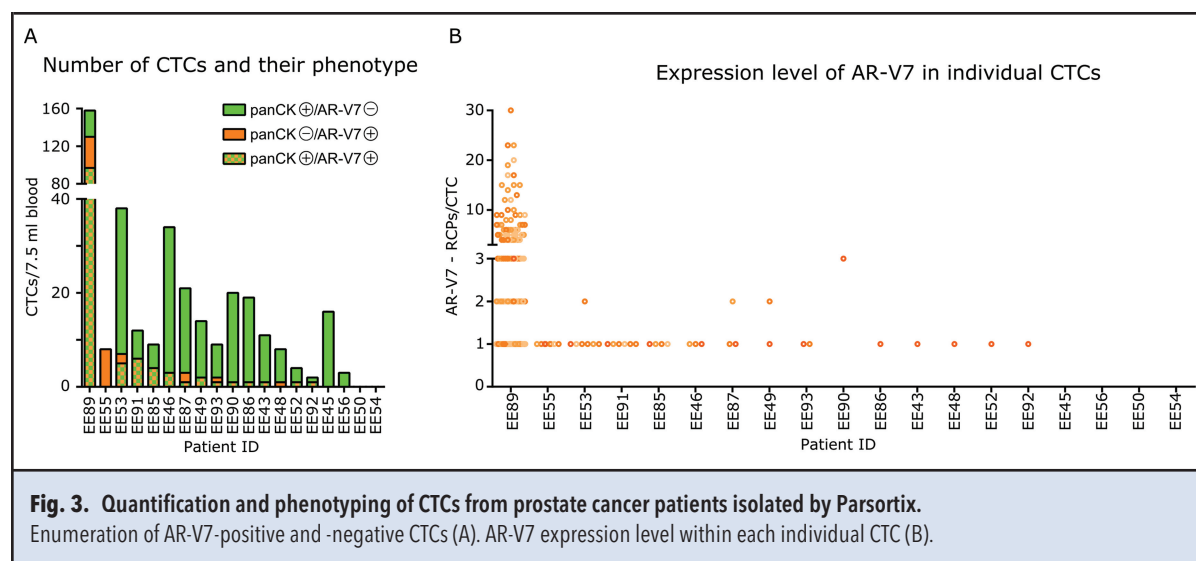 A
Number of CTCs and their phenotype
panCK ⊕/AR-V7 ⊖
panCK ⊖/AR-V7 ⊕
panCK ⊕/AR-V7 ⊕
CTCs/7.5 ml blood
160
120
80
40
20
0
EE89
EE55
EE53
EE91
EE85
EE46
EE87
EE49
EE93
EE90
EE86
EE43
EE48
EE52
EE92
EE45
EE56
EE50
EE54
Patient ID
B
Expression level of AR-V7 in individual CTCs
AR-V7 - RCPs/CTC
30
20
10
3
2
1
0
EE89
EE55
EE53
EE91
EE85
EE46
EE87
EE49
EE93
EE90
EE86
EE43
EE48
EE52
EE92
EE45
EE56
EE50
EE54
Patient ID
Fig. 3. Quantification and phenotyping of CTCs from prostate cancer patients isolated by Parsortix.
Enumeration of AR-V7-positive and -negative CTCs (A). AR-V7 expression level within each individual CTC (B).